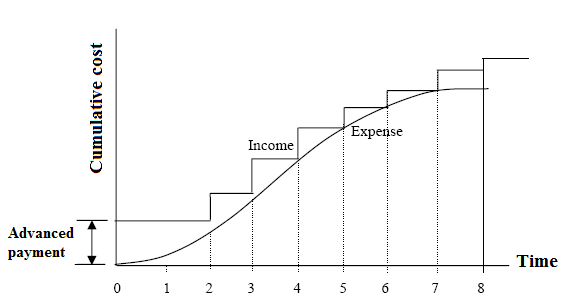 Cumulative cost
Income
Expense
Advanced
payment
Time
0 1 2 3 4 5 6 7 8